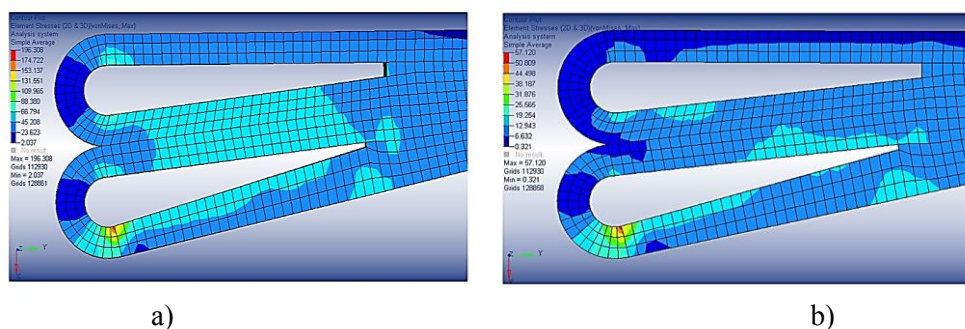 Contour Plot
Element Stresses (2D & 3D)(vonMises, Max)
Analysis system
Simple Average
196.308
174.722
153.137
131.551
109.965
88.380
66.794
45.208
23.623
2.037
No result
Max = 196.308
Grids 112930
Min = 2.037
Grids 128861
Z
Y
X
a)
Contour Plot
Element Stresses (2D & 3D)(vonMises, Max)
Analysis system
Simple Average
57.120
50.809
44.498
38.187
31.876
25.565
19.254
12.943
6.632
0.321
No result
Max = 57.120
Grids 112930
Min = 0.321
Grids 128858
Z
Y
b)